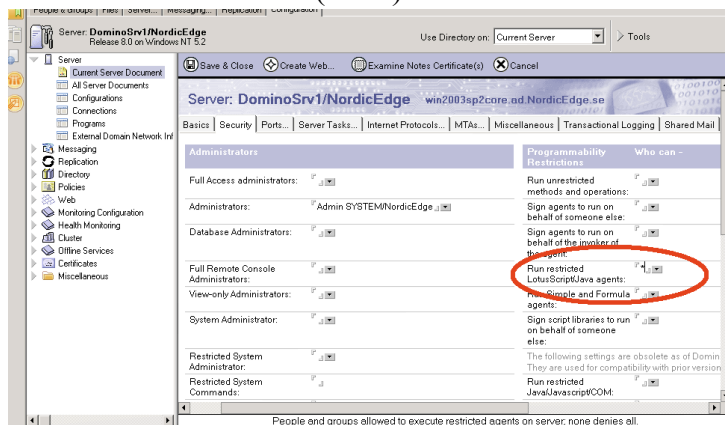 People & Groups Files Server... Messaging... Replication Configuration
Server: DominoSrv1/NordicEdge
Release 8.0 on Windows NT 5.2
Use Directory on: Current Server
Tools
Server
Current Server Document
All Server Documents
Configurations
Connections
Programs
External Domain Network Inf
Messaging
Replication
Directory
Policies
Web
Monitoring Configuration
Health Monitoring
Cluster
Offline Services
Certificates
Miscellaneous
Save & Close Create Web... Examine Notes Certificate(s) Cancel
Server: DominoSrv1/NordicEdge win2003sp2core.ad.NordicEdge.se
Basics Security Ports... Server Tasks... Internet Protocols... MTAs... Miscellaneous Transactional Logging Shared Mail
Administrators
Full Access administrators:
Administrators: Admin SYSTEM/NordicEdge
Database Administrators:
Full Remote Console
Administrators:
View-only Administrators:
System Administrator:
Restricted System
Administrator:
Restricted System
Commands:
Programmability Who can -
Restrictions
Run unrestricted
methods and operations:
Sign agents to run on
behalf of someone else:
Sign agents to run on
behalf of the invoker of
the agent:
Run restricted *
LotusScript/Java agents:
Run Simple and Formula
agents:
Sign script libraries to run
on behalf of someone
else:
The following settings are obsolete as of Domin
They are used for compatibility with prior version
Run restricted
Java/Javascript/COM:
People and groups allowed to execute restricted agents on server; none denies all.